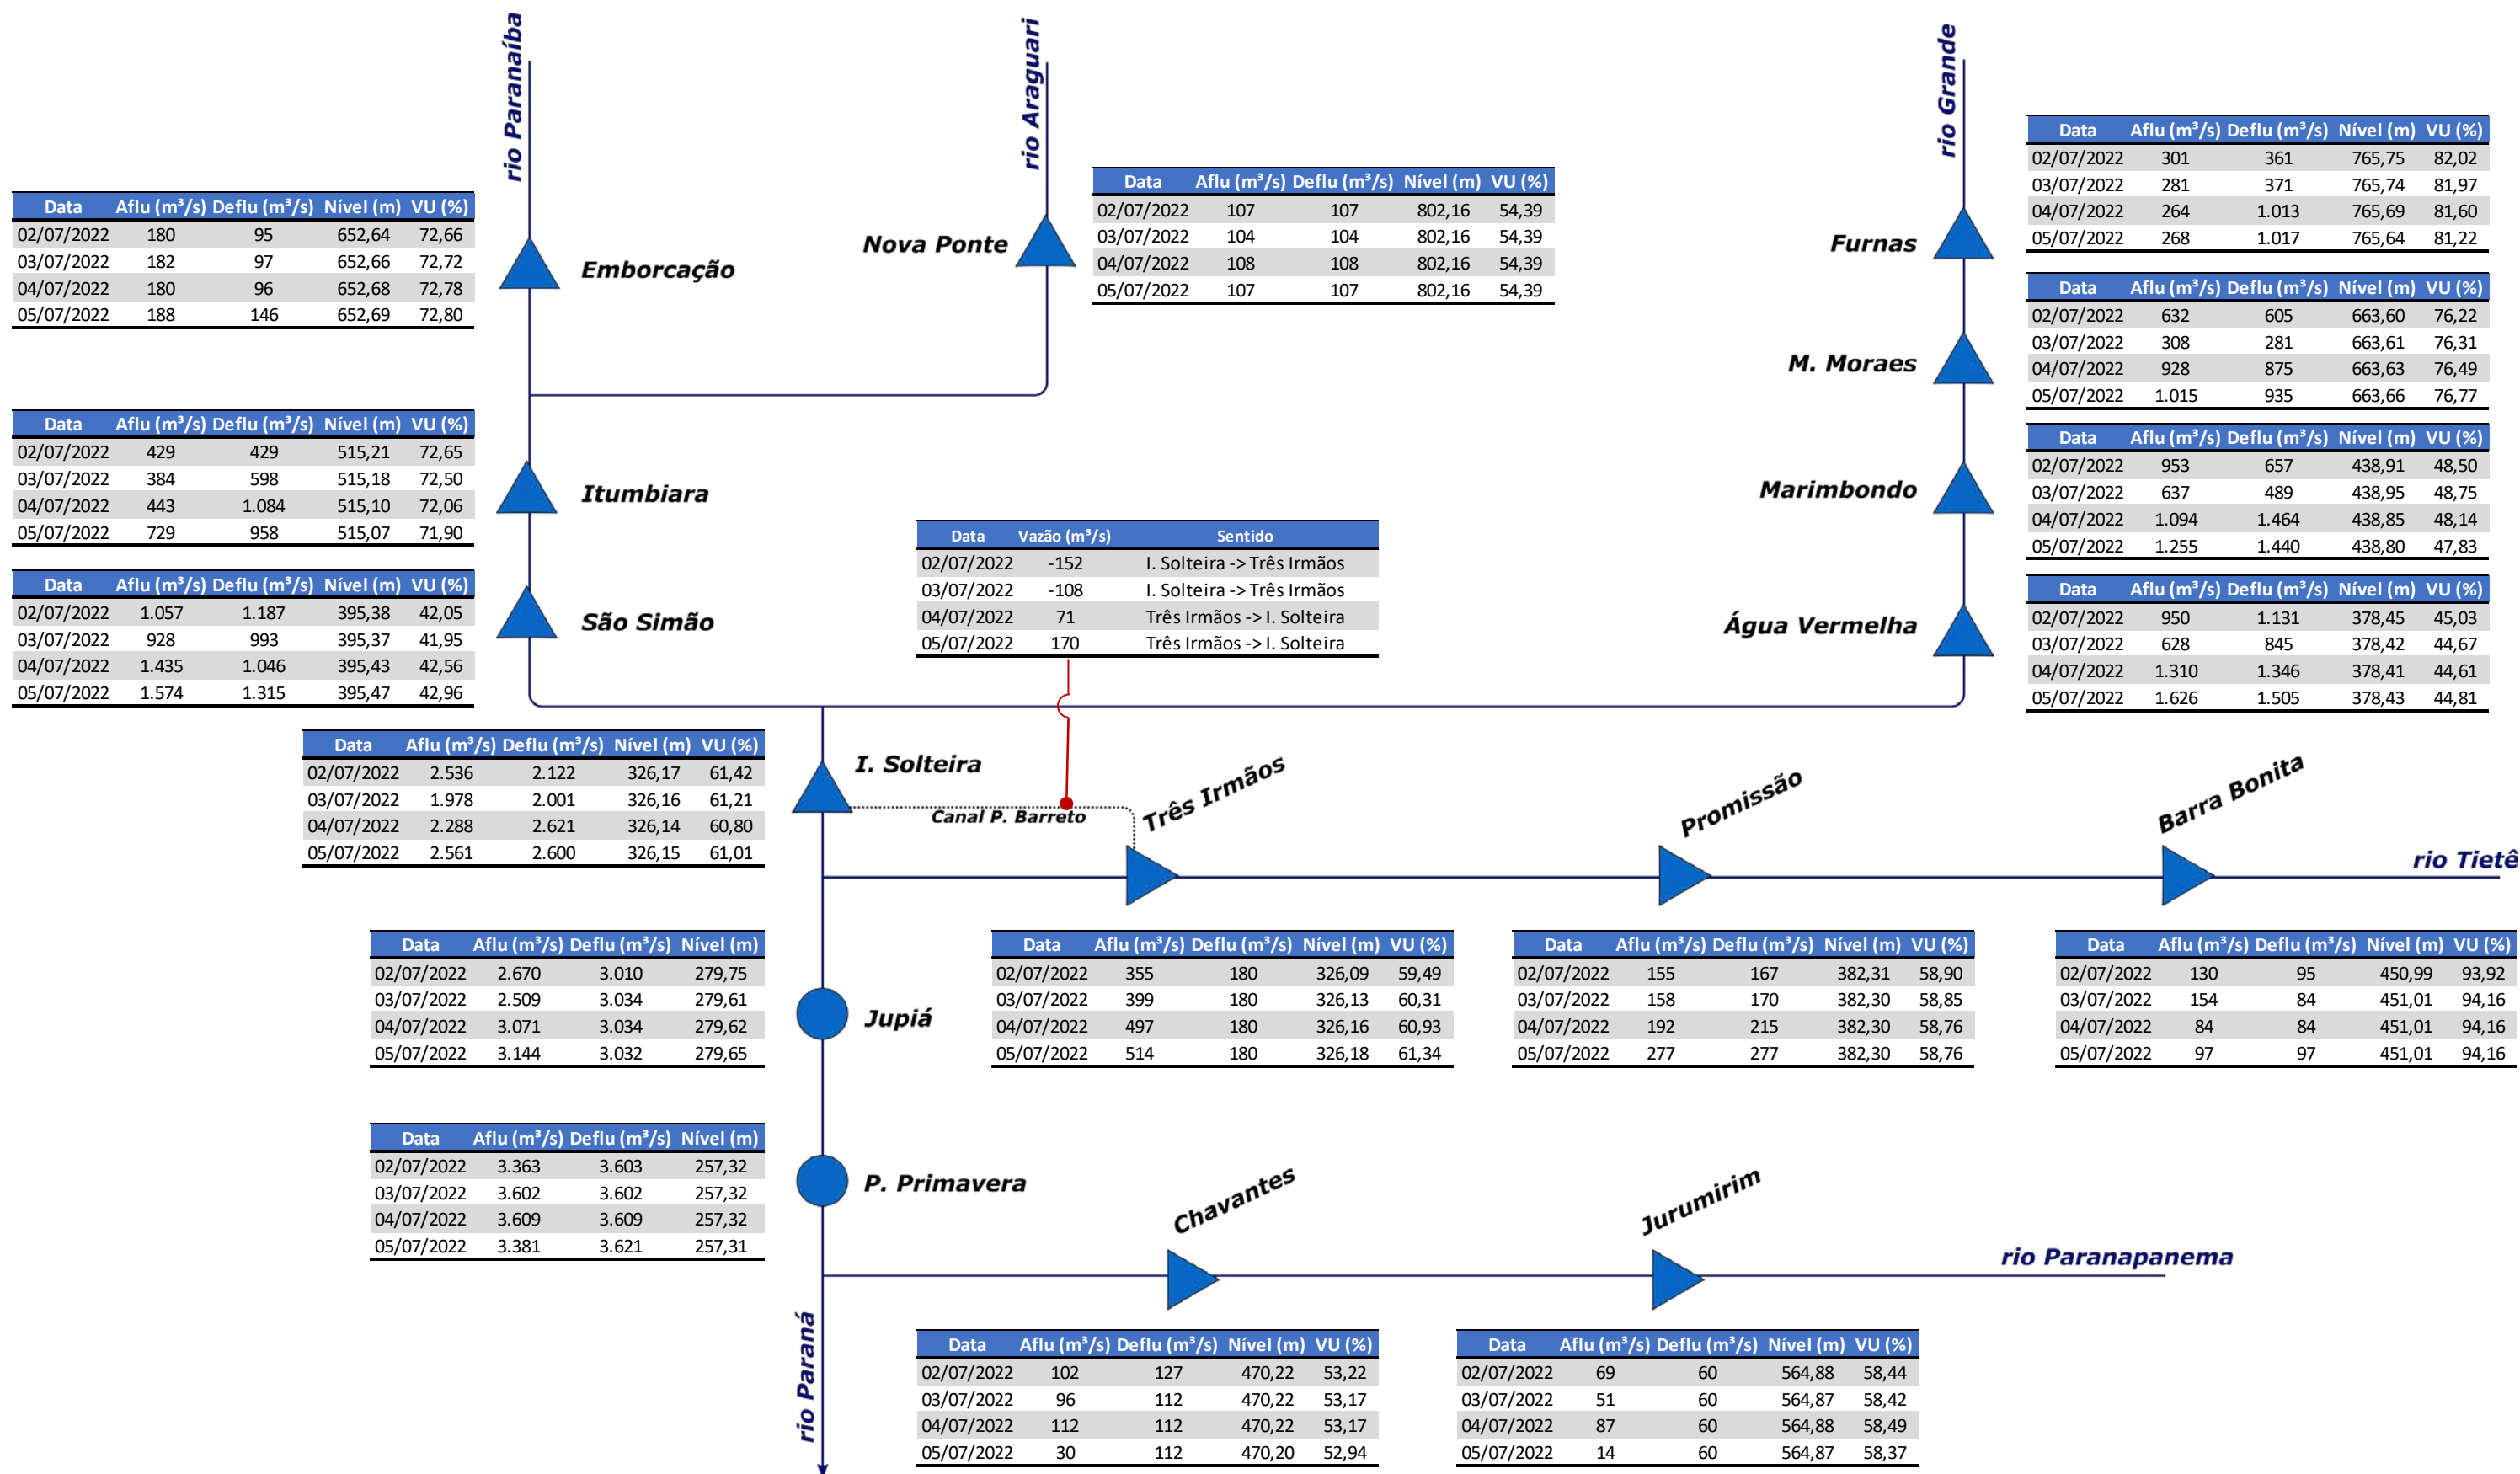 rio Paranaíba
rio Araguari
rio Grande
Data Aflu (m³/s) Deflu (m³/s) Nível (m) VU (%)
02/07/2022 180 95 652,64 72,66
03/07/2022 182 97 652,66 72,72
04/07/2022 180 96 652,68 72,78
05/07/2022 188 146 652,69 72,80
Emborcação
Nova Ponte
Data Aflu (m³/s) Deflu (m³/s) Nível (m) VU (%)
02/07/2022 107 107 802,16 54,39
03/07/2022 104 104 802,16 54,39
04/07/2022 108 108 802,16 54,39
05/07/2022 107 107 802,16 54,39
Furnas
Data Aflu (m³/s) Deflu (m³/s) Nível (m) VU (%)
02/07/2022 301 361 765,75 82,02
03/07/2022 281 371 765,74 81,97
04/07/2022 264 1.013 765,69 81,60
05/07/2022 268 1.017 765,64 81,22
M. Moraes
Data Aflu (m³/s) Deflu (m³/s) Nível (m) VU (%)
02/07/2022 632 605 663,60 76,22
03/07/2022 308 281 663,61 76,31
04/07/2022 928 875 663,63 76,49
05/07/2022 1.015 935 663,66 76,77
Data Aflu (m³/s) Deflu (m³/s) Nível (m) VU (%)
02/07/2022 429 429 515,21 72,65
03/07/2022 384 598 515,18 72,50
04/07/2022 443 1.084 515,10 72,06
05/07/2022 729 958 515,07 71,90
Itumbiara
Marimbondo
Data Aflu (m³/s) Deflu (m³/s) Nível (m) VU (%)
02/07/2022 953 657 438,91 48,50
03/07/2022 637 489 438,95 48,75
04/07/2022 1.094 1.464 438,85 48,14
05/07/2022 1.255 1.440 438,80 47,83
Data Vazão (m³/s) Sentido
02/07/2022 -152 I. Solteira -> Três Irmãos
03/07/2022 -108 I. Solteira -> Três Irmãos
04/07/2022 71 Três Irmãos -> I. Solteira
05/07/2022 170 Três Irmãos -> I. Solteira
Data Aflu (m³/s) Deflu (m³/s) Nível (m) VU (%)
02/07/2022 1.057 1.187 395,38 42,05
03/07/2022 928 993 395,37 41,95
04/07/2022 1.435 1.046 395,43 42,56
05/07/2022 1.574 1.315 395,47 42,96
São Simão
Água Vermelha
Data Aflu (m³/s) Deflu (m³/s) Nível (m) VU (%)
02/07/2022 950 1.131 378,45 45,03
03/07/2022 628 845 378,42 44,67
04/07/2022 1.310 1.346 378,41 44,61
05/07/2022 1.626 1.505 378,43 44,81
Data Aflu (m³/s) Deflu (m³/s) Nível (m) VU (%)
02/07/2022 2.536 2.122 326,17 61,42
03/07/2022 1.978 2.001 326,16 61,21
04/07/2022 2.288 2.621 326,14 60,80
05/07/2022 2.561 2.600 326,15 61,01
I. Solteira
Canal P. Barreto
Três Irmãos
Promissão
Barra Bonita
rio Tietê
Data Aflu (m³/s) Deflu (m³/s) Nível (m)
02/07/2022 2.670 3.010 279,75
03/07/2022 2.509 3.034 279,61
04/07/2022 3.071 3.034 279,62
05/07/2022 3.144 3.032 279,65
Jupiá
Data Aflu (m³/s) Deflu (m³/s) Nível (m) VU (%)
02/07/2022 355 180 326,09 59,49
03/07/2022 399 180 326,13 60,31
04/07/2022 497 180 326,16 60,93
05/07/2022 514 180 326,18 61,34
Data Aflu (m³/s) Deflu (m³/s) Nível (m) VU (%)
02/07/2022 155 167 382,31 58,90
03/07/2022 158 170 382,30 58,85
04/07/2022 192 215 382,30 58,76
05/07/2022 277 277 382,30 58,76
Data Aflu (m³/s) Deflu (m³/s) Nível (m) VU (%)
02/07/2022 130 95 450,99 93,92
03/07/2022 154 84 451,01 94,16
04/07/2022 84 84 451,01 94,16
05/07/2022 97 97 451,01 94,16
Data Aflu (m³/s) Deflu (m³/s) Nível (m)
02/07/2022 3.363 3.603 257,32
03/07/2022 3.602 3.602 257,32
04/07/2022 3.609 3.609 257,32
05/07/2022 3.381 3.621 257,31
P. Primavera
Chavantes
Jurumirim
rio Paranapanema
rio Paraná
Data Aflu (m³/s) Deflu (m³/s) Nível (m) VU (%)
02/07/2022 102 127 470,22 53,22
03/07/2022 96 112 470,22 53,17
04/07/2022 112 112 470,22 53,17
05/07/2022 30 112 470,20 52,94
Data Aflu (m³/s) Deflu (m³/s) Nível (m) VU (%)
02/07/2022 69 60 564,88 58,44
03/07/2022 51 60 564,87 58,42
04/07/2022 87 60 564,88 58,49
05/07/2022 14 60 564,87 58,37